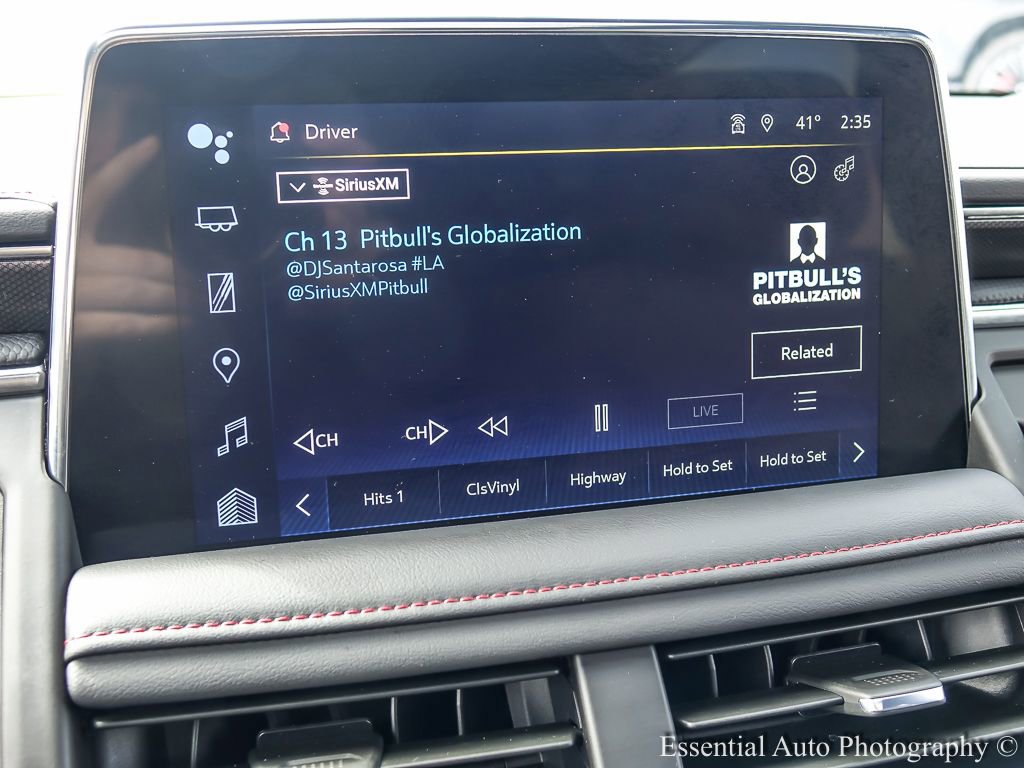 Driver
41° 2:35
SiriusXM
Ch 13 Pitbull's Globalization
@DJSantarosa #LA
@SiriusXMPitbull
PITBULL'S
GLOBALIZATION
Related
CH
CH
LIVE
Hits 1
ClsVinyl
Highway
Hold to Set
Hold to Set
Essential Auto Photography ©